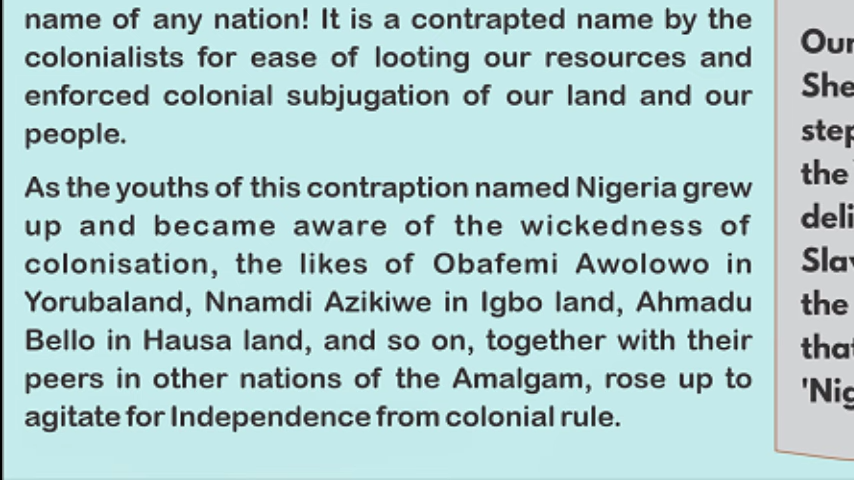 name of any nation! It is a contrapted name by the
colonialists for ease of looting our resources and
enforced colonial subjugation of our land and our
people.
As the youths of this contraption named Nigeria grew
up and became aware of the wickedness of
colonisation, the likes of Obafemi Awolowo in
Yorubaland, Nnamdi Azikiwe in Igbo land, Ahmadu
Bello in Hausa land, and so on, together with their
peers in other nations of the Amalgam, rose up to
agitate for Independence from colonial rule.
Our
She
step
the
deli
Slav
the
that
'Nig